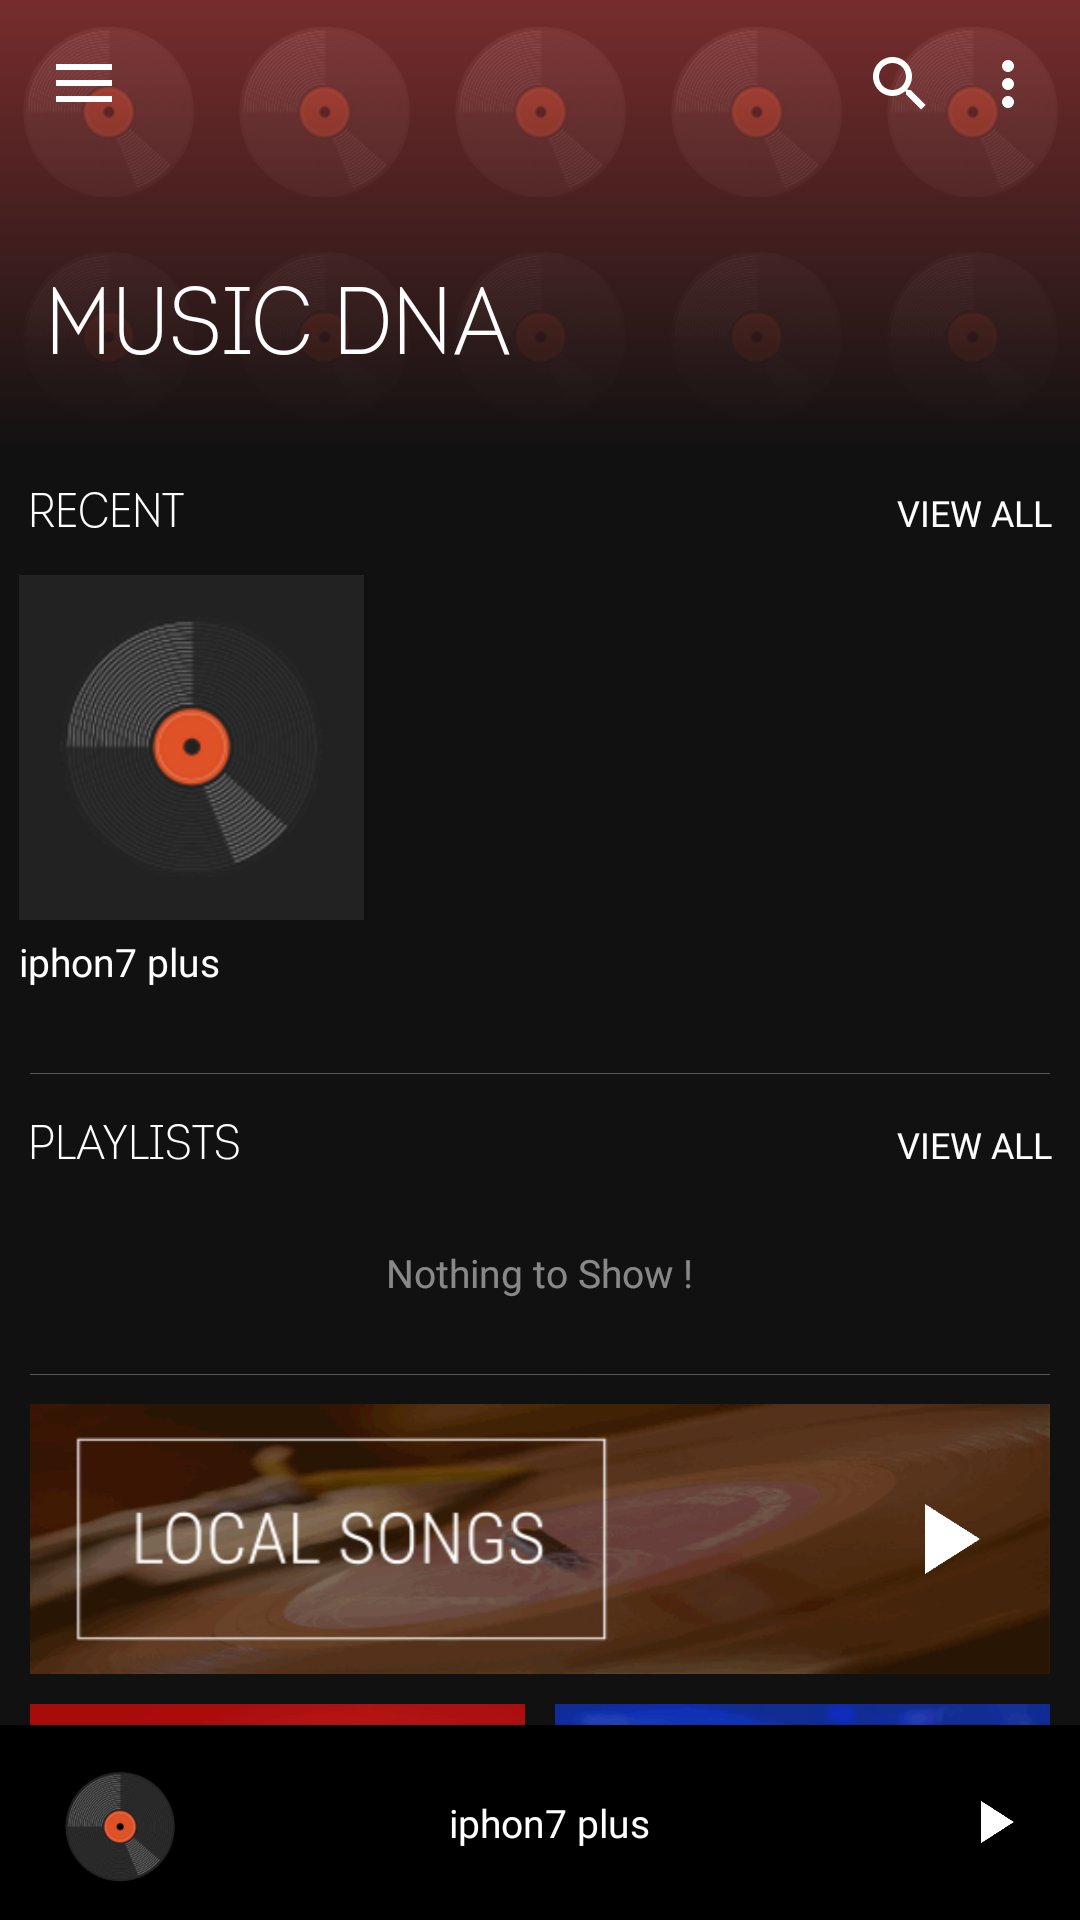 MUSIC DNA
RECENT
VIEW ALL
iphon7 plus
PLAYLISTS
VIEW ALL
Nothing to Show !
LOCAL SONGS
iphon7 plus